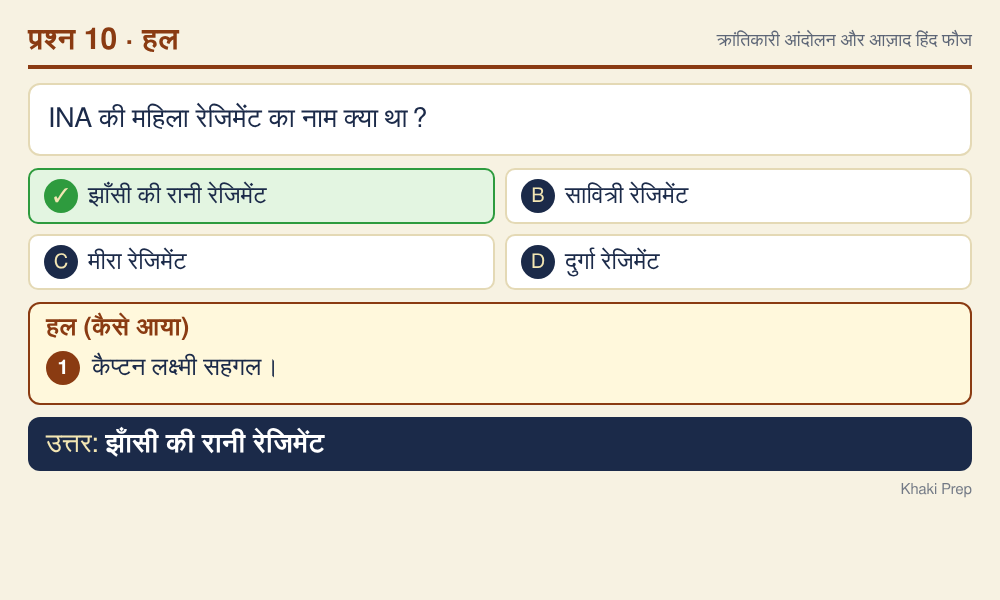 प्रश्न 10 · हल
क्रांतिकारी आंदोलन और आज़ाद हिंद फौज
INA की महिला रेजिमेंट का नाम क्या था ?
✓ झाँसी की रानी रेजिमेंट
B सावित्री रेजिमेंट
C मीरा रेजिमेंट
D दुर्गा रेजिमेंट
हल (कैसे आया)
1 कैप्टन लक्ष्मी सहगल।
उत्तर: झाँसी की रानी रेजिमेंट
Khaki Prep